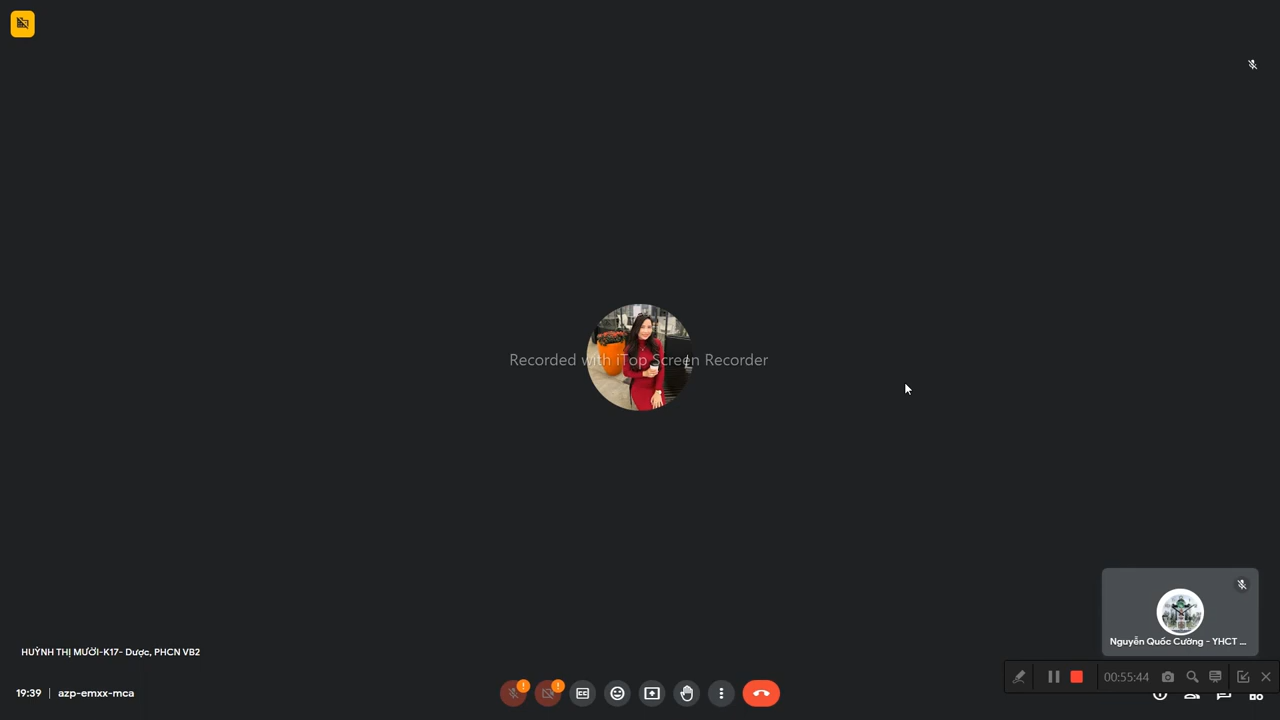 Recorded with iTop Screen Recorder
Nguyễn Quốc Cường - YHCT ...
HUỲNH THỊ MƯỜI-K17- Dược, PHCN VB2
19:39 azp-emxx-mca
00:55:44